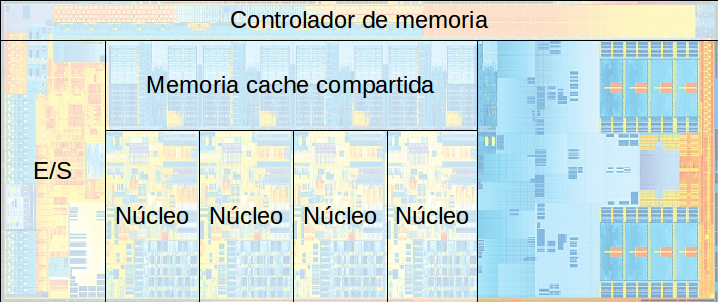 Controlador de memoria
Memoria cache compartida
E/S
Núcleo
Núcleo
Núcleo
Núcleo